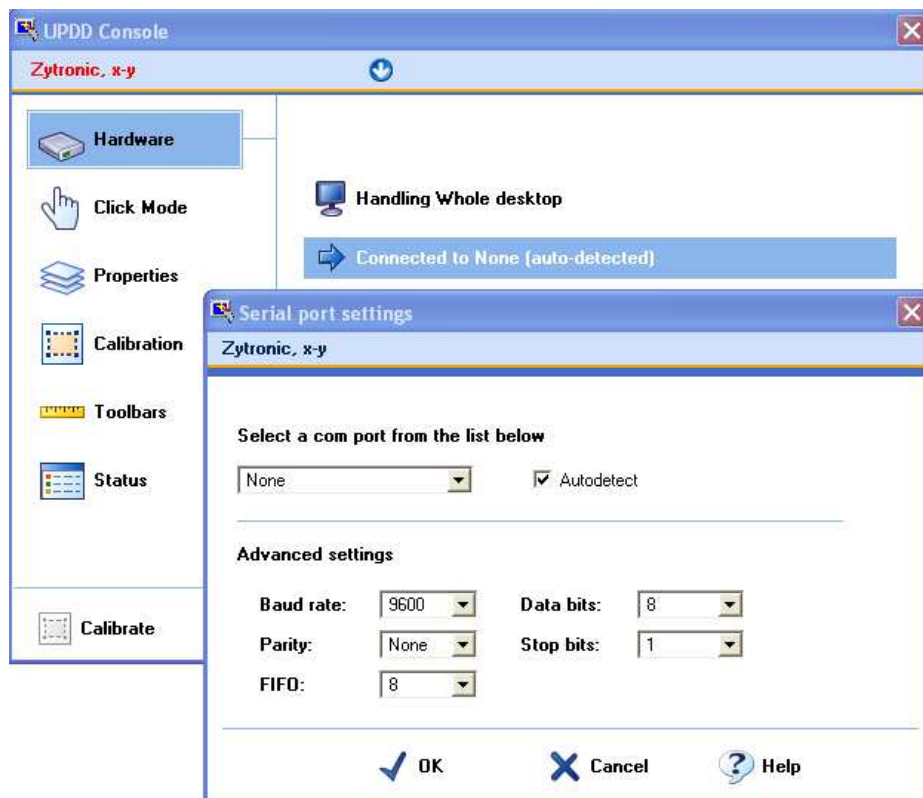 UPDD Console
Zytronic, x-y
Hardware
Click Mode
Properties
Calibration
Toolbars
Status
Calibrate
Handling Whole desktop
Connected to None (auto-detected)
Serial port settings
Zytronic, x-y
Select a com port from the list below
None Autodetect
Advanced settings
Baud rate: 9600 Data bits: 8
Parity: None Stop bits: 1
FIFO: 8
OK Cancel Help